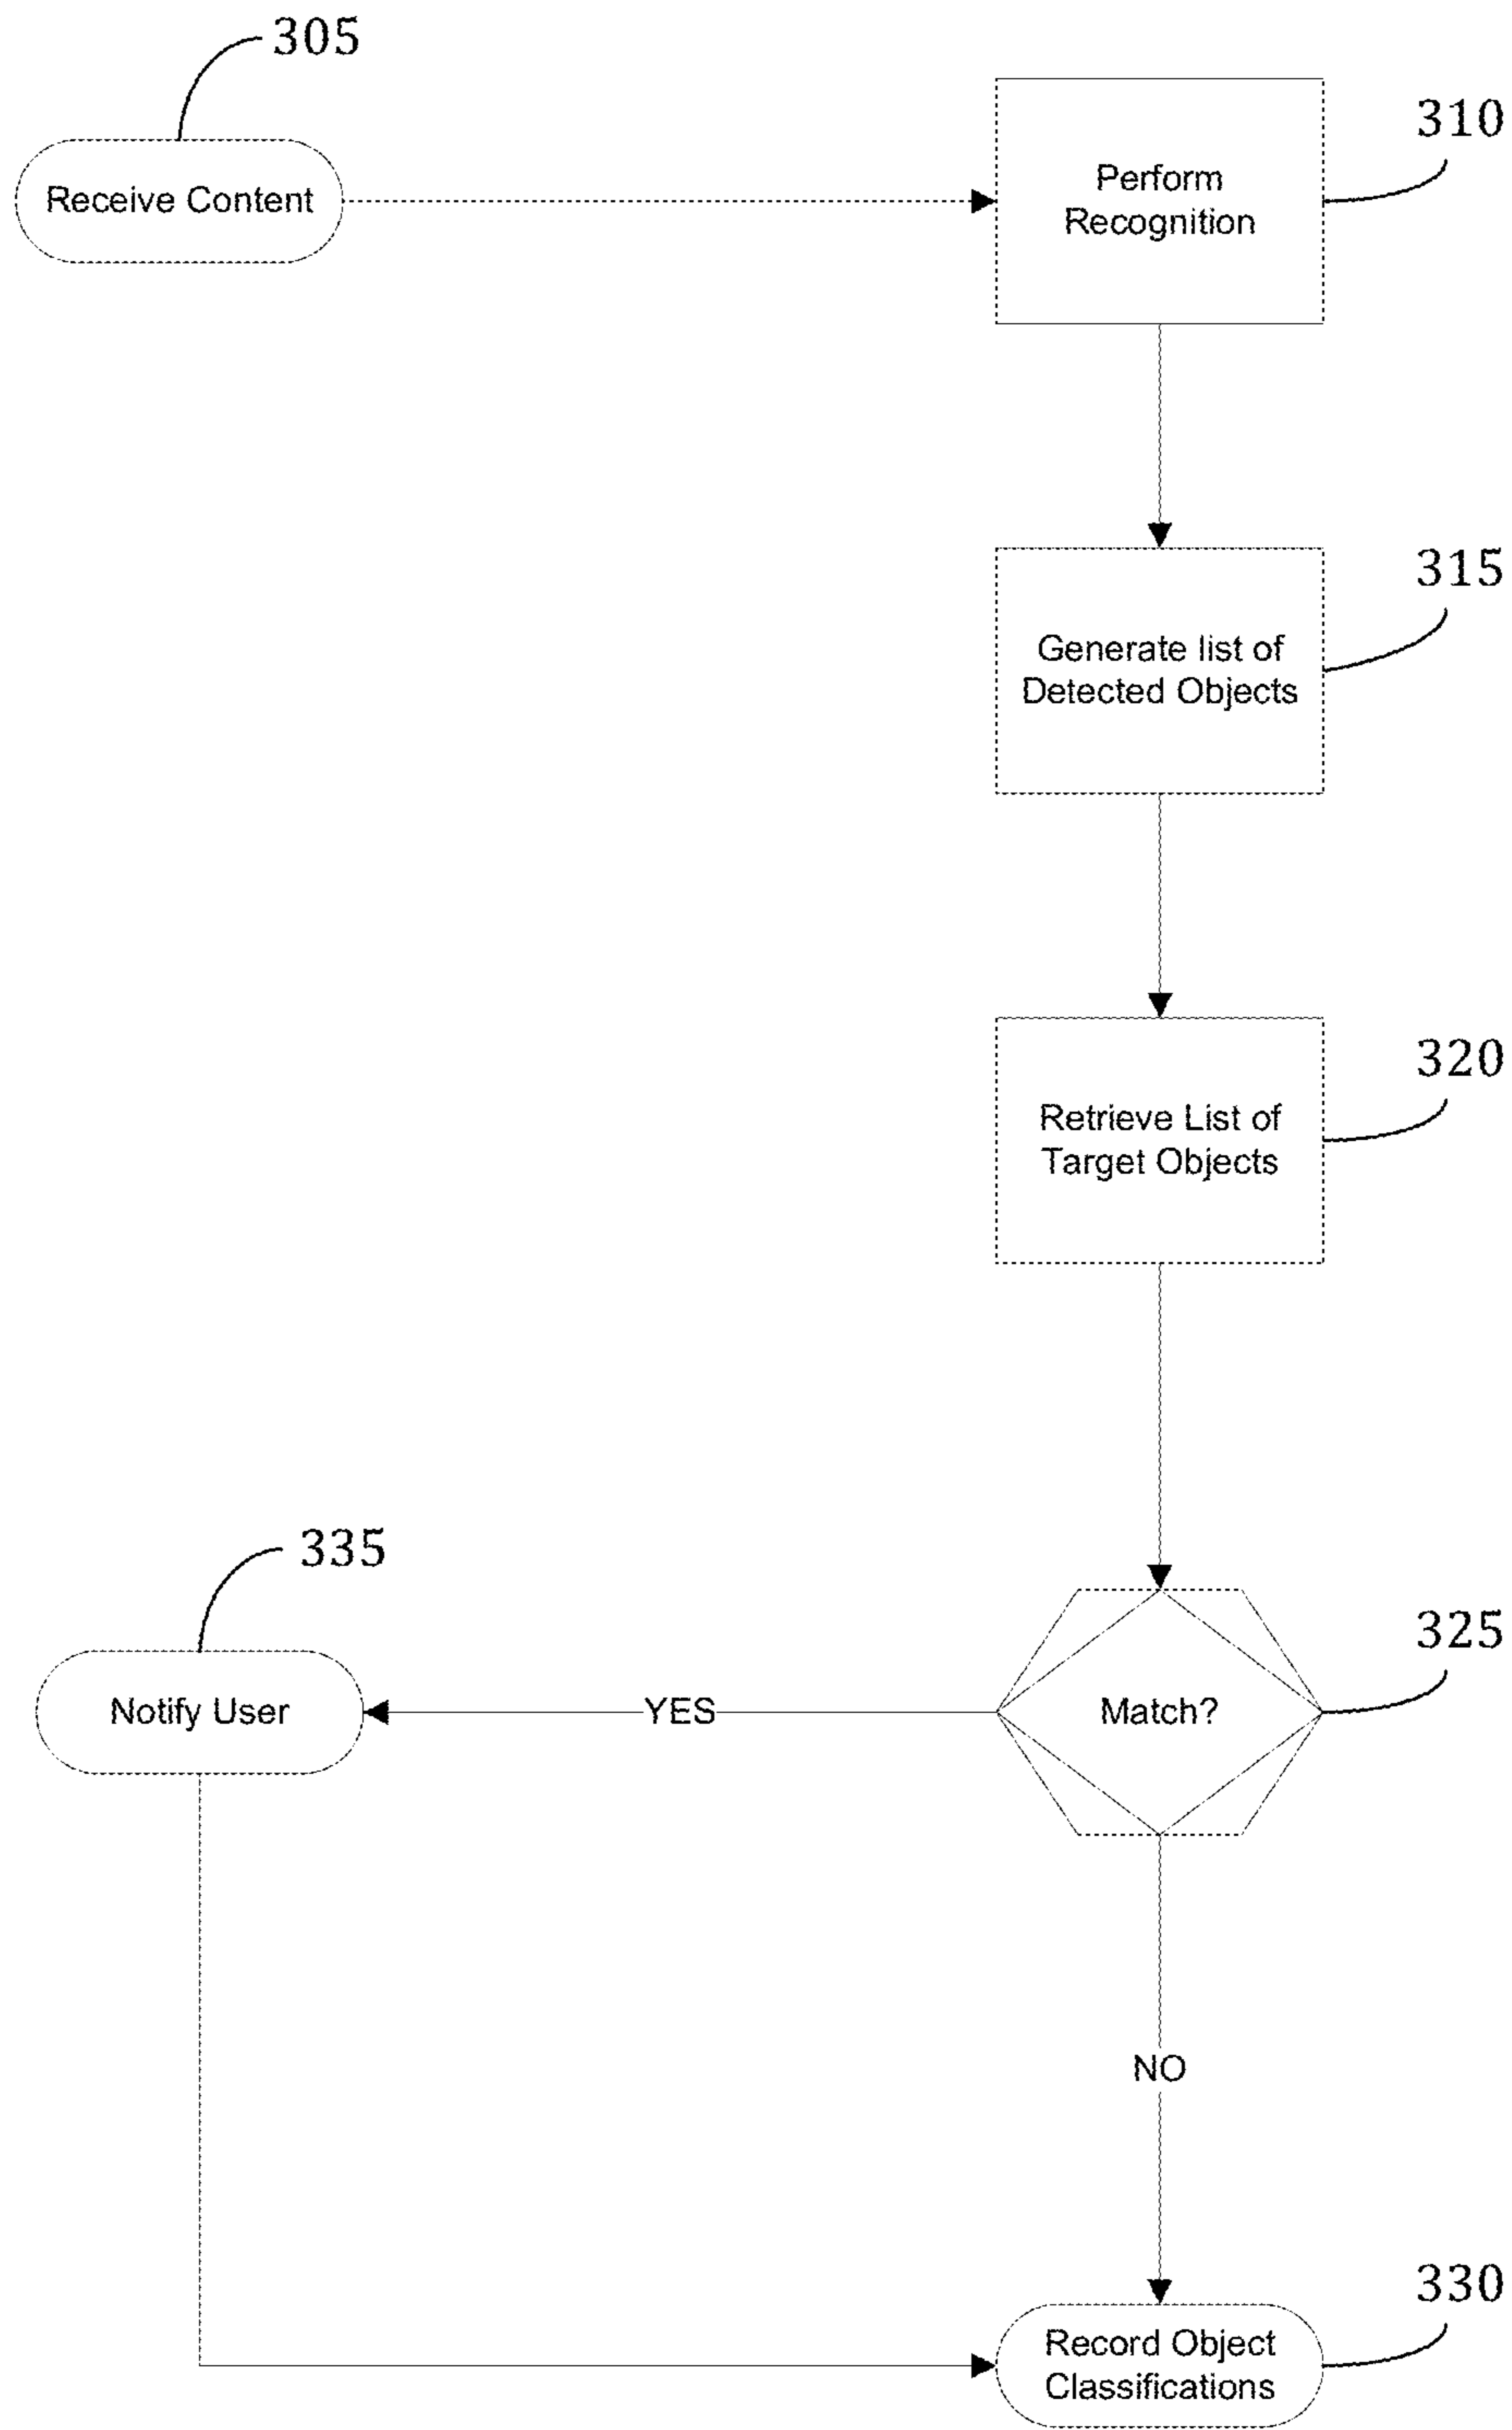 305
Receive Content
310
Perform
Recognition
315
Generate list of
Detected Objects
320
Retrieve List of
Target Objects
335
Notify User
YES
325
Match?
NO
330
Record Object
Classifications